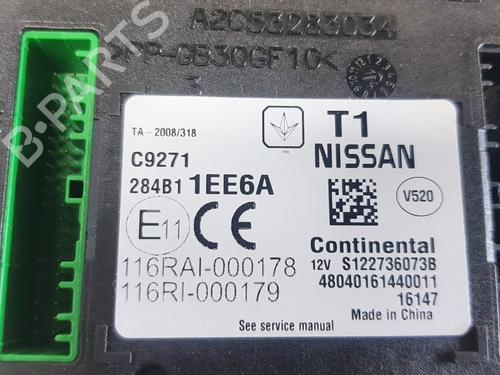 A2C53283034
>PP-GB30GF10<
TA - 2008/318
T1
NISSAN
C9271
284B1 1EE6A
V520
E11 CE
Continental
12V S122736073B
48040161440011
16147
116RAI-000178
116RI-000179
See service manual
Made in China
B-Parts